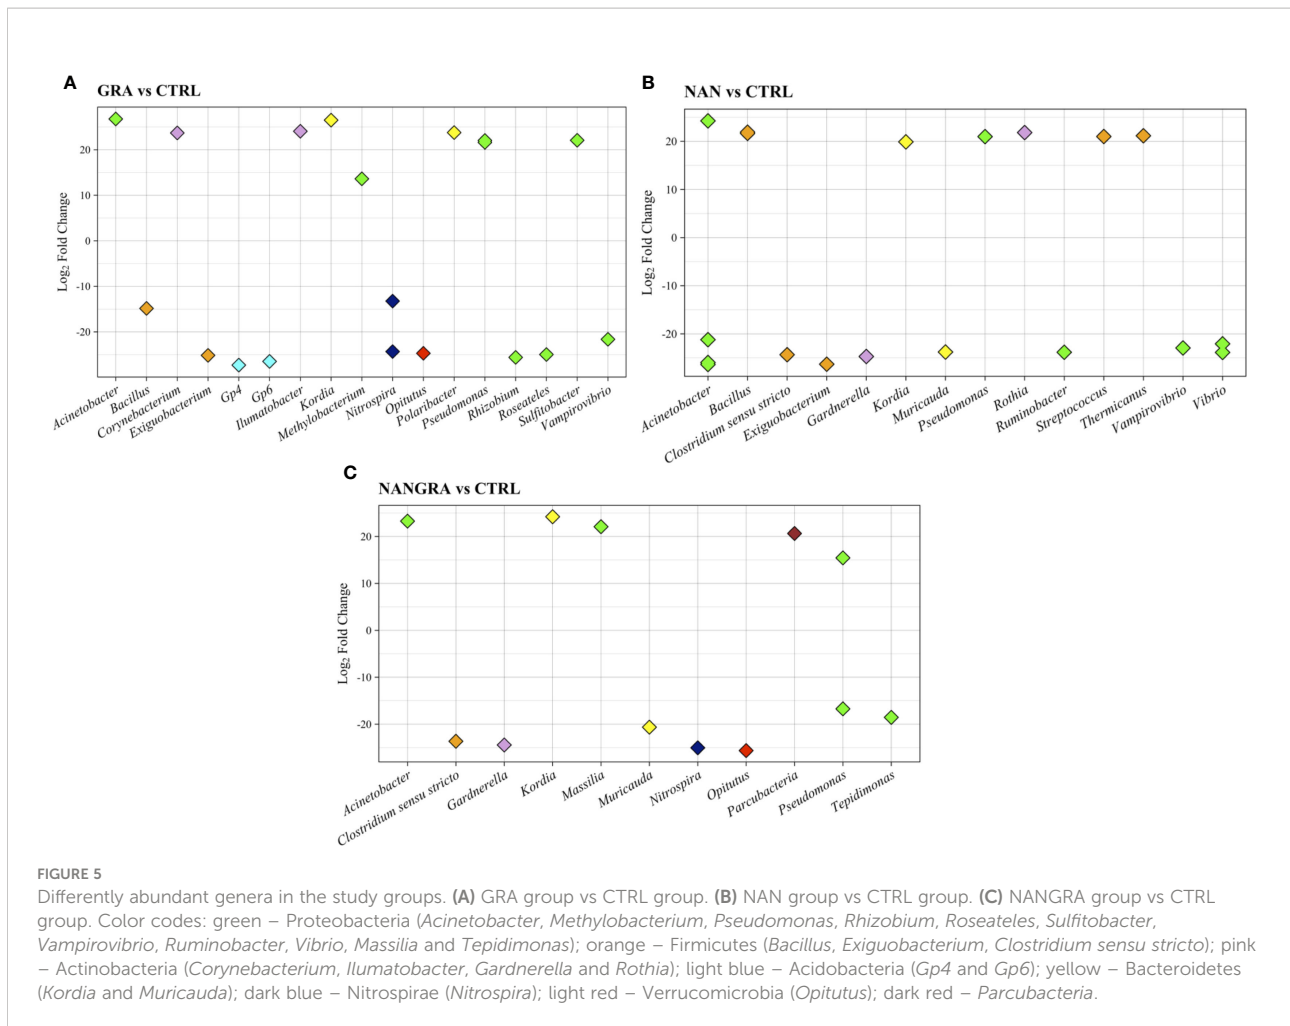 A
GRA vs CTRL
Log2 Fold Change
20
10
0
-10
-20
Acinetobacter
Bacillus
Corynebacterium
Exiguobacterium
Gp4
Gp6
Ilumatobacter
Kordia
Methylobacterium
Nitrospira
Opitutus
Polaribacter
Pseudomonas
Rhizobium
Roseateles
Sulfitobacter
Vampirovibrio
B
NAN vs CTRL
Log2 Fold Change
20
10
0
-10
-20
Acinetobacter
Bacillus
Clostridium sensu stricto
Exiguobacterium
Gardnerella
Kordia
Muricauda
Pseudomonas
Rothia
Ruminobacter
Streptococcus
Thermicanus
Vampirovibrio
Vibrio
C
NANGRA vs CTRL
Log2 Fold Change
20
10
0
-10
-20
Acinetobacter
Clostridium sensu stricto
Gardnerella
Kordia
Massilia
Muricauda
Nitrospira
Opitutus
Parcubacteria
Pseudomonas
Tepidimonas
FIGURE 5
Differently abundant genera in the study groups. (A) GRA group vs CTRL group. (B) NAN group vs CTRL group. (C) NANGRA group vs CTRL
group. Color codes: green – Proteobacteria (Acinetobacter, Methylobacterium, Pseudomonas, Rhizobium, Roseateles, Sulfitobacter,
Vampirovibrio, Ruminobacter, Vibrio, Massilia and Tepidimonas); orange – Firmicutes (Bacillus, Exiguobacterium, Clostridium sensu stricto); pink
– Actinobacteria (Corynebacterium, Ilumatobacter, Gardnerella and Rothia); light blue – Acidobacteria (Gp4 and Gp6); yellow – Bacteroidetes
(Kordia and Muricauda); dark blue – Nitrospirae (Nitrospira); light red – Verrucomicrobia (Opitutus); dark red – Parcubacteria.